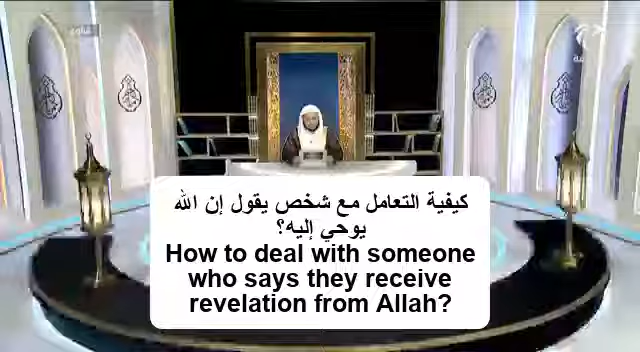 فتاوى
كيفية التعامل مع شخص يقول إن الله
يوحي إليه؟
How to deal with someone
who says they receive
revelation from Allah?